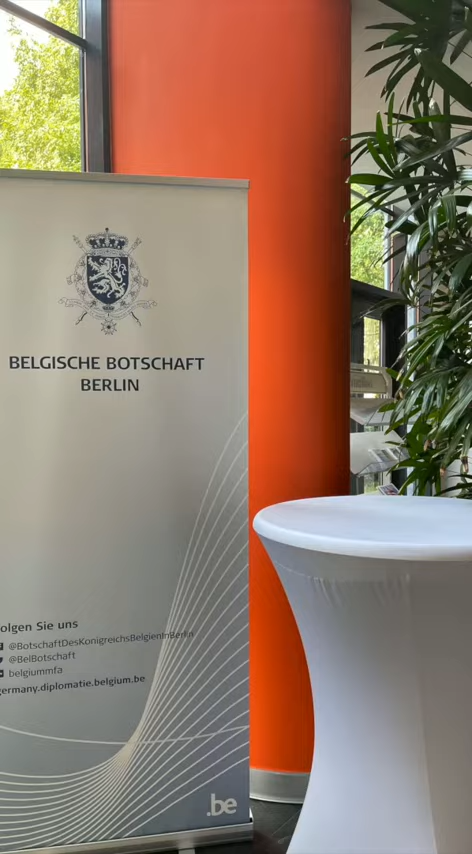 BELGISCHE BOTSCHAFT
BERLIN
olgen Sie uns
@BotschaftDesKonigreichsBelgienInBerlin
@BelBotschaft
belgiummfa
germany.diplomatie.belgium.be
.be